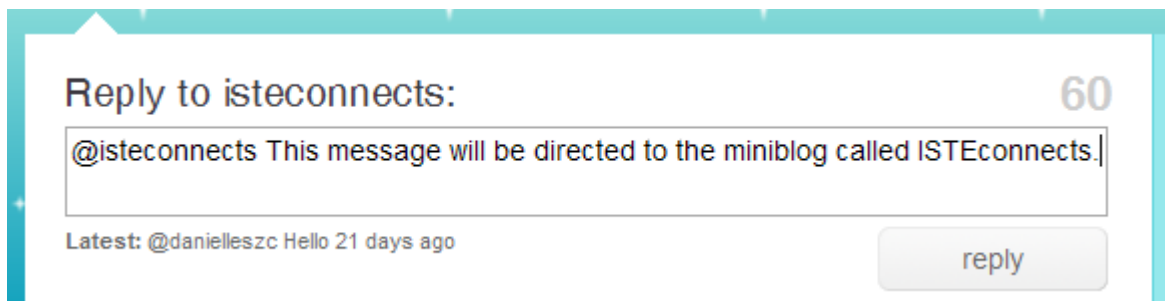 Reply to isteconnects:
60
@isteconnects This message will be directed to the miniblog called ISTEconnects.
Latest: @danielleszc Hello 21 days ago
reply